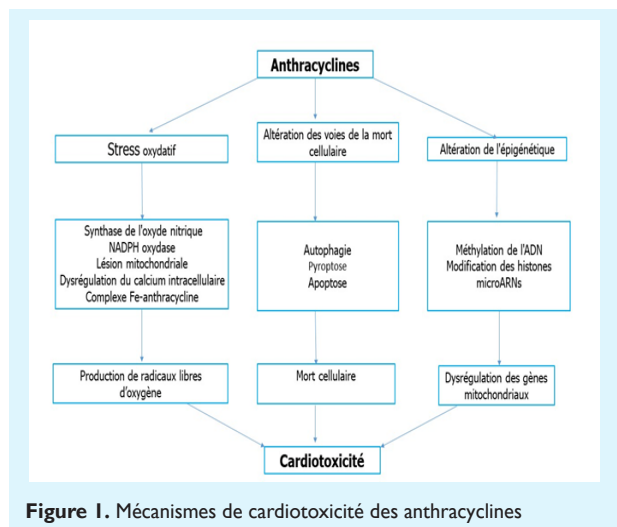 Anthracyclines
Stress oxydatif
Altération des voies de la mort
cellulaire
Altération de l'épigénétique
Synthase de l'oxyde nitrique
NADPH oxydase
Lésion mitochondriale
Dysrégulation du calcium intracellulaire
Complexe Fe-anthracycline
Autophagie
Pyroptose
Apoptose
Méthylation de l'ADN
Modification des histones
microARNs
Production de radicaux libres
d'oxygène
Mort cellulaire
Dysrégulation des gènes
mitochondriaux
Cardiotoxicité
Figure 1. Mécanismes de cardiotoxicité des anthracyclines